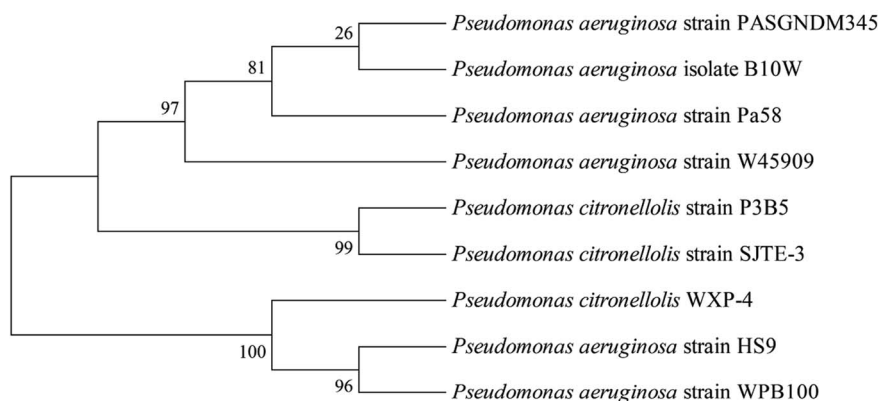 26
Pseudomonas aeruginosa strain PASGNDM345
Pseudomonas aeruginosa isolate B10W
81
Pseudomonas aeruginosa strain Pa58
97
Pseudomonas aeruginosa strain W45909
Pseudomonas citronellolis strain P3B5
99
Pseudomonas citronellolis strain SJTE-3
Pseudomonas citronellolis WXP-4
100
Pseudomonas aeruginosa strain HS9
96
Pseudomonas aeruginosa strain WPB100